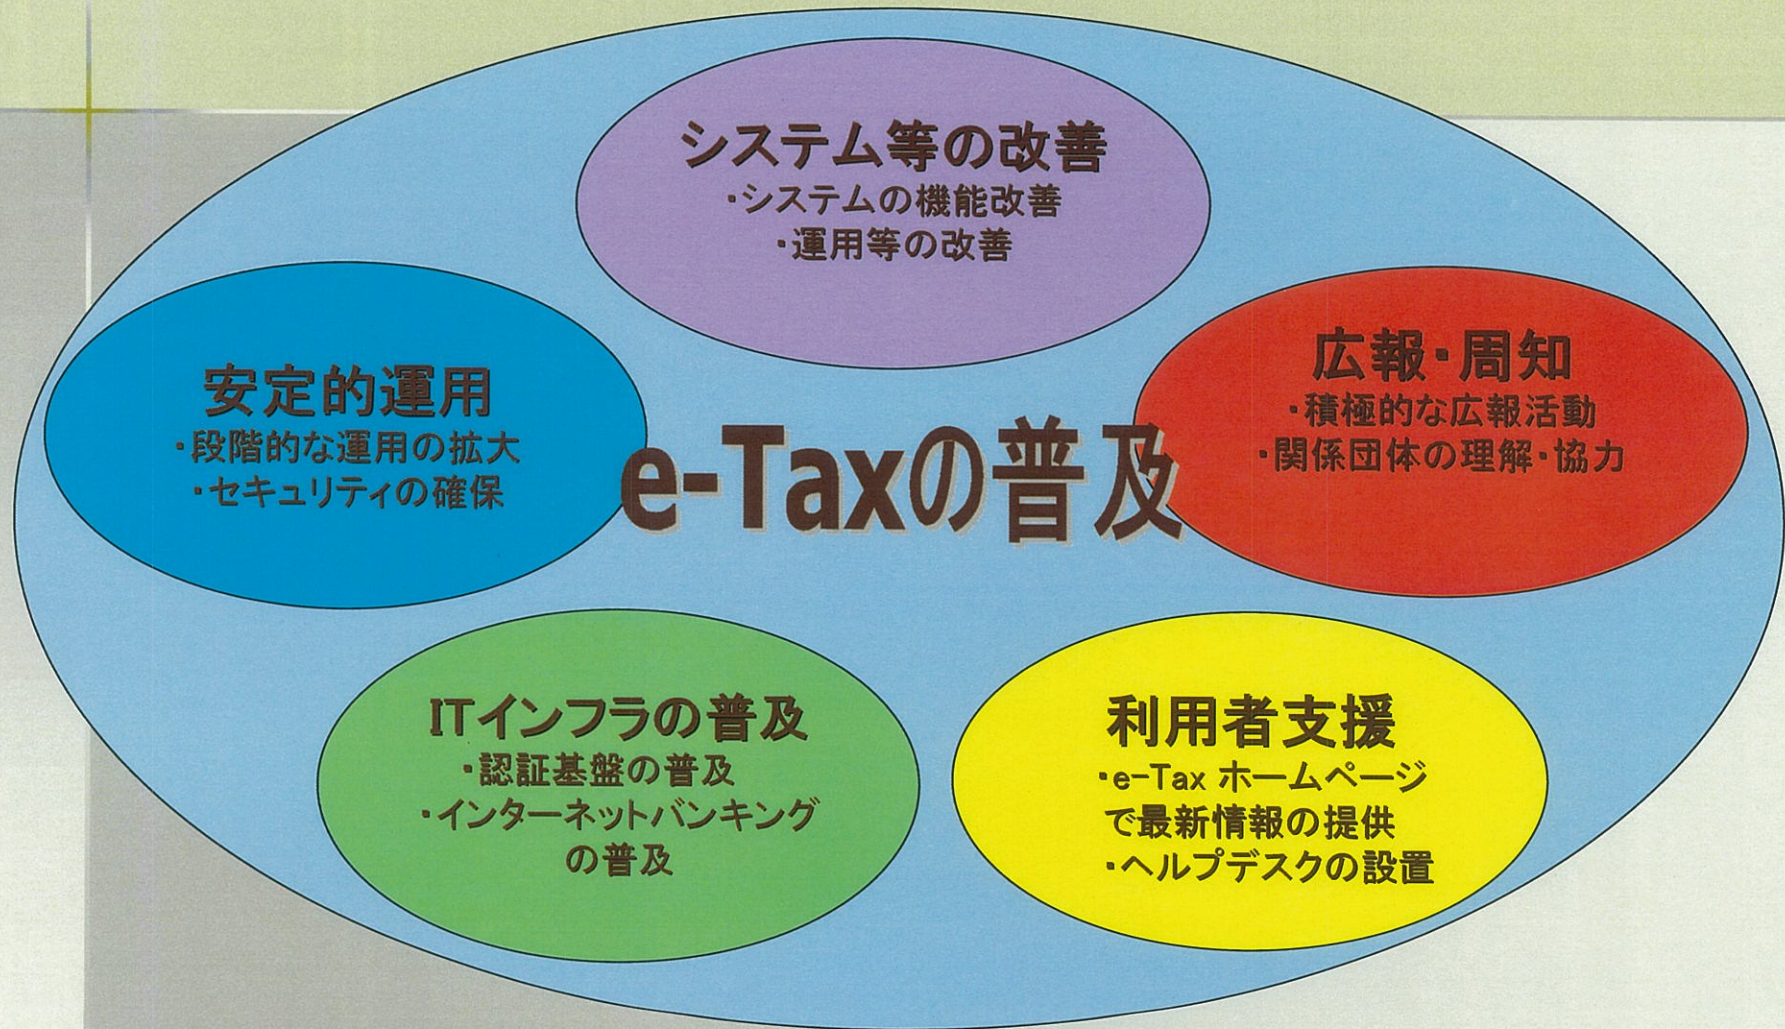 システム等の改善
・システムの機能改善
・運用等の改善
広報・周知
・積極的な広報活動
・関係団体の理解・協力
安定的運用
・段階的な運用の拡大
・セキュリティの確保
e-Taxの普及
ITインフラの普及
・認証基盤の普及
・インターネットバンキング
の普及
利用者支援
・e-Tax ホームページ
で最新情報の提供
・ヘルプデスクの設置